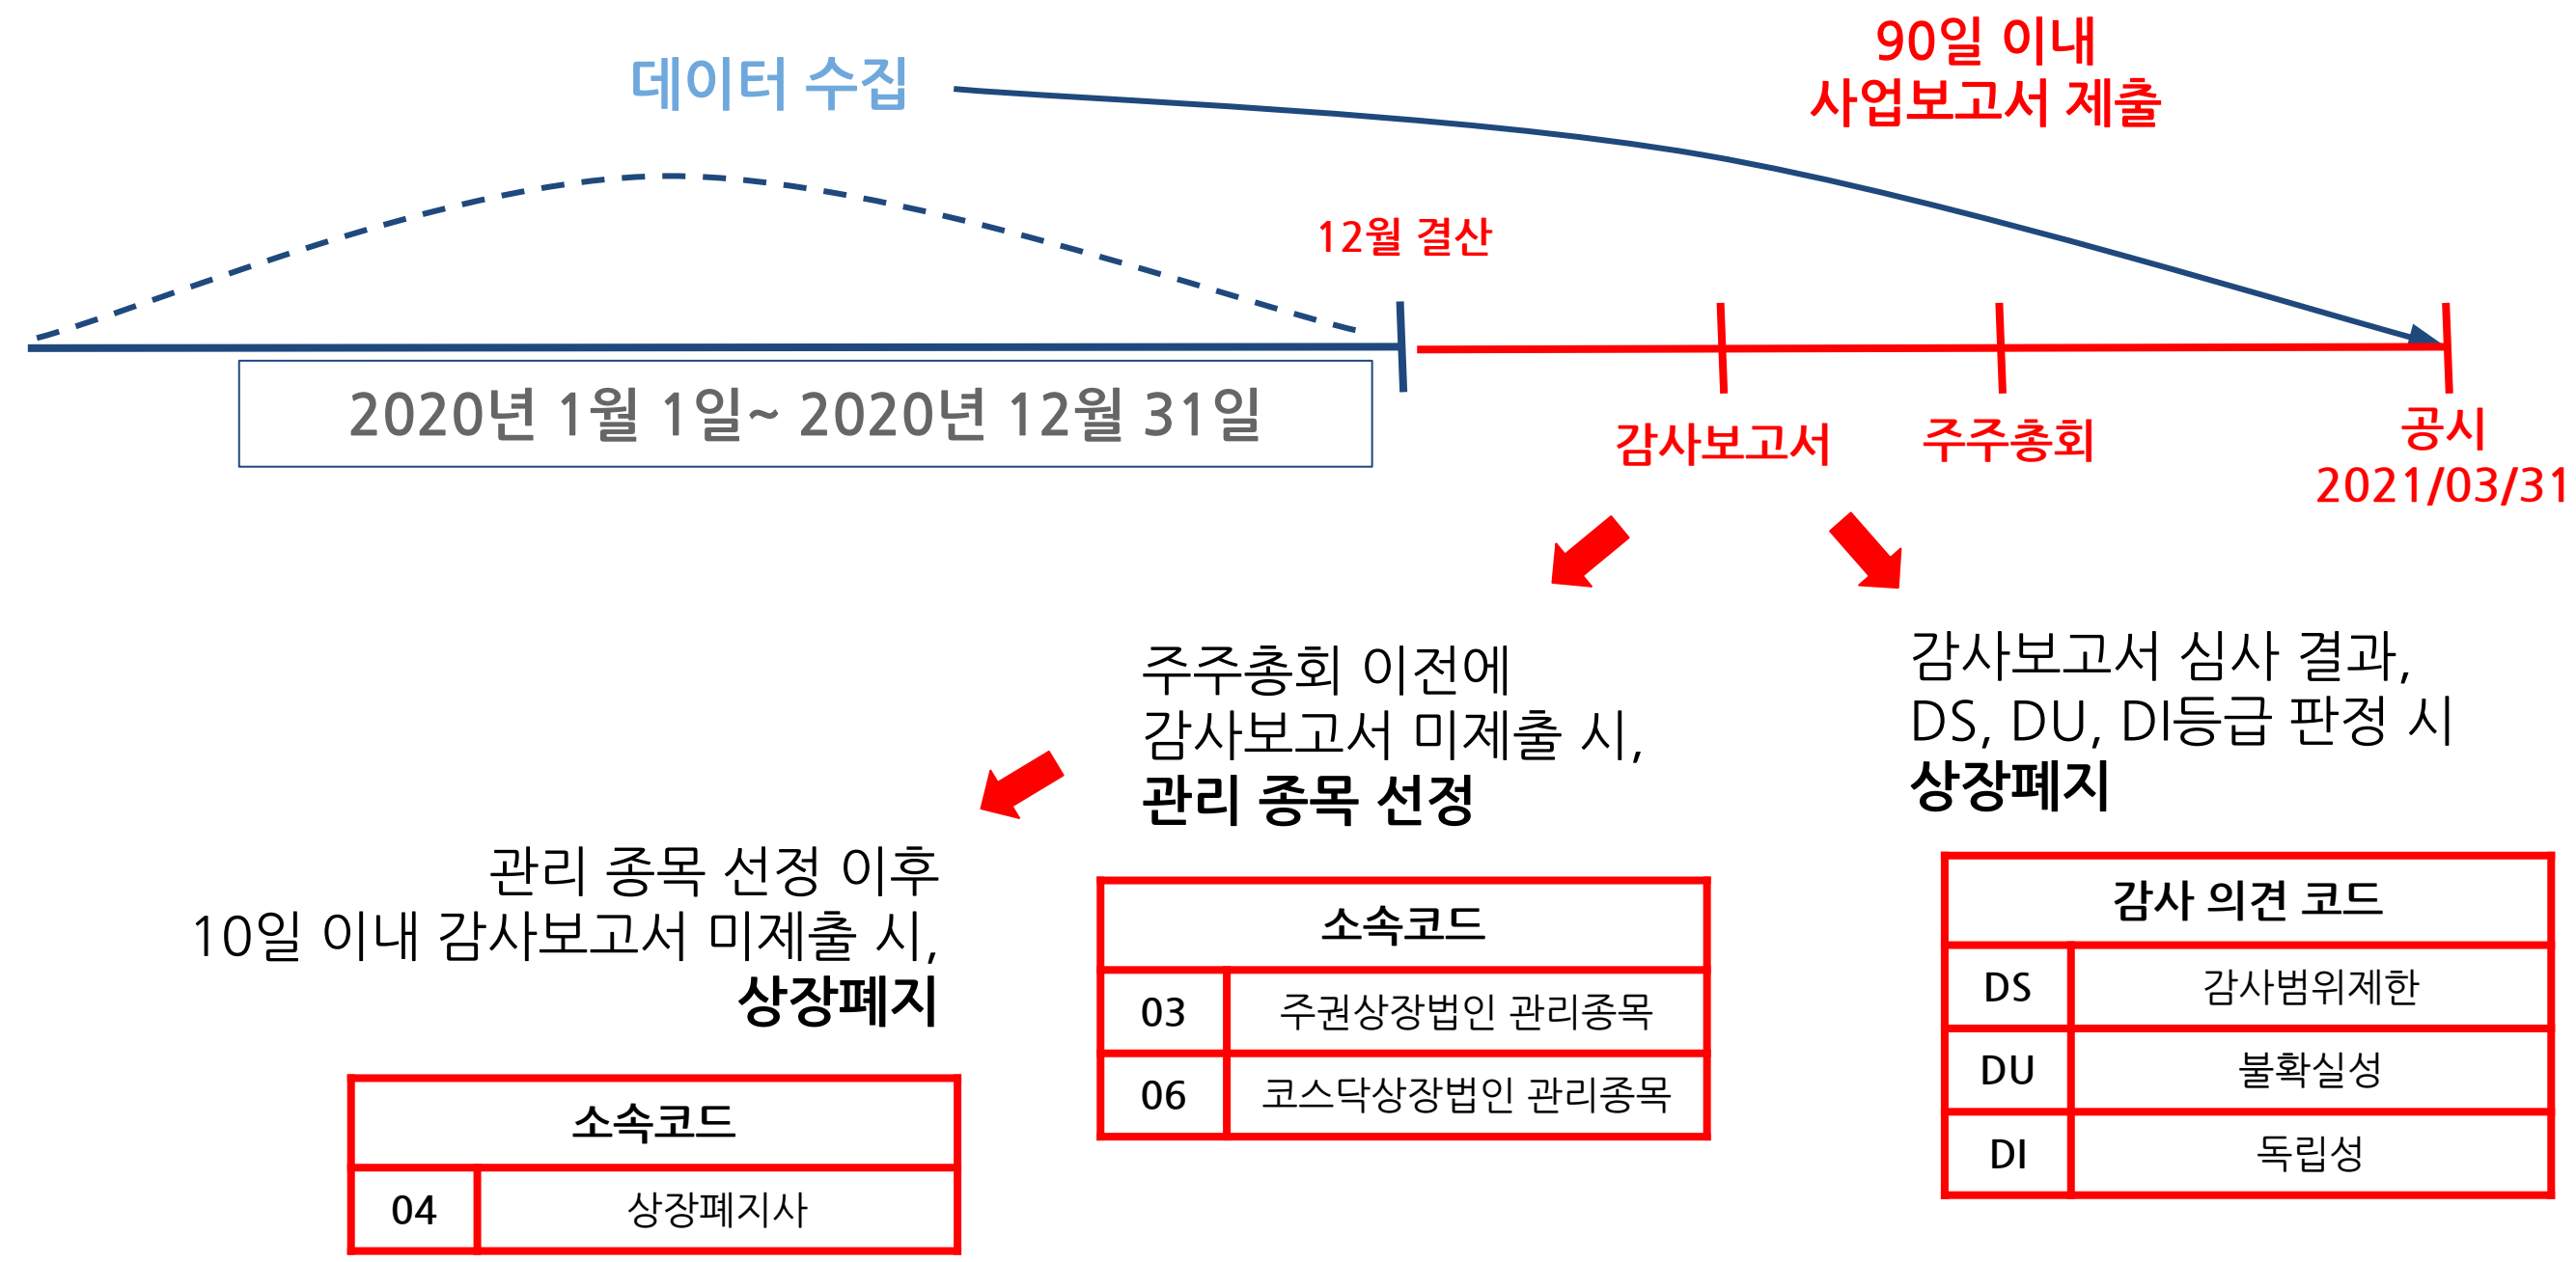 데이터 수집
90일 이내
사업보고서 제출
12월 결산
2020년 1월 1일~ 2020년 12월 31일
감사보고서
주주총회
공시
2021/03/31
주주총회 이전에
감사보고서 미제출 시,
관리 종목 선정
감사보고서 심사 결과,
DS, DU, DI등급 판정 시
상장폐지
관리 종목 선정 이후
10일 이내 감사보고서 미제출 시,
상장폐지
소속코드
03 주권상장법인 관리종목
06 코스닥상장법인 관리종목
감사 의견 코드
DS 감사범위제한
DU 불확실성
DI 독립성
소속코드
04 상장폐지사